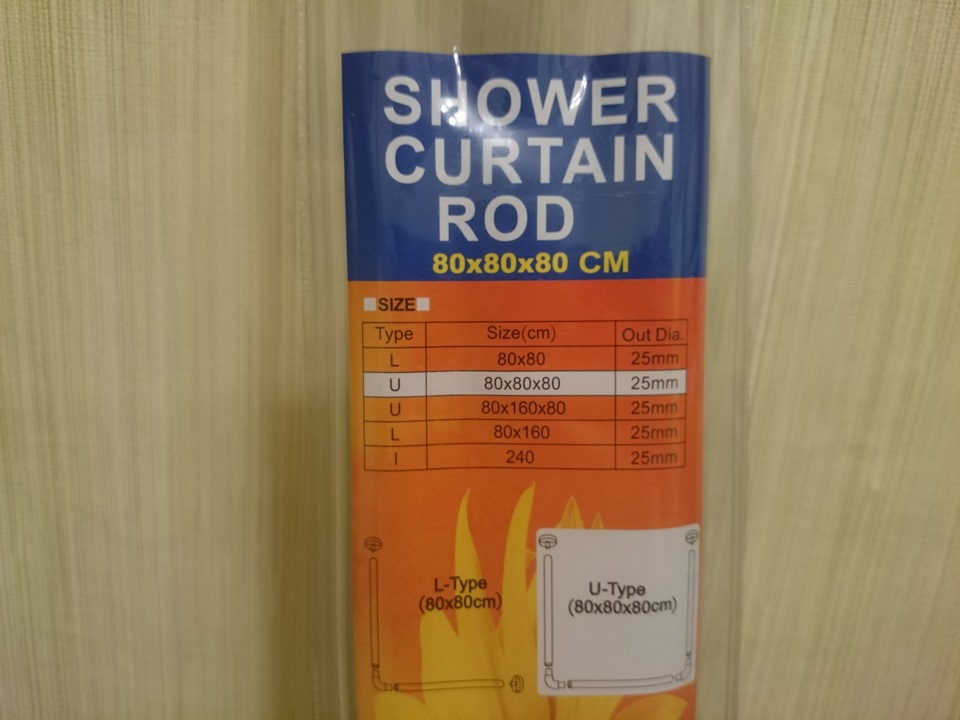 SHOWER
CURTAIN
ROD
80x80x80 CM
SIZE
Type Size(cm) Out Dia.
L 80x80 25mm
U 80x80x80 25mm
U 80x160x80 25mm
L 80x160 25mm
I 240 25mm
L-Type
(80x80cm)
U-Type
(80x80x80cm)